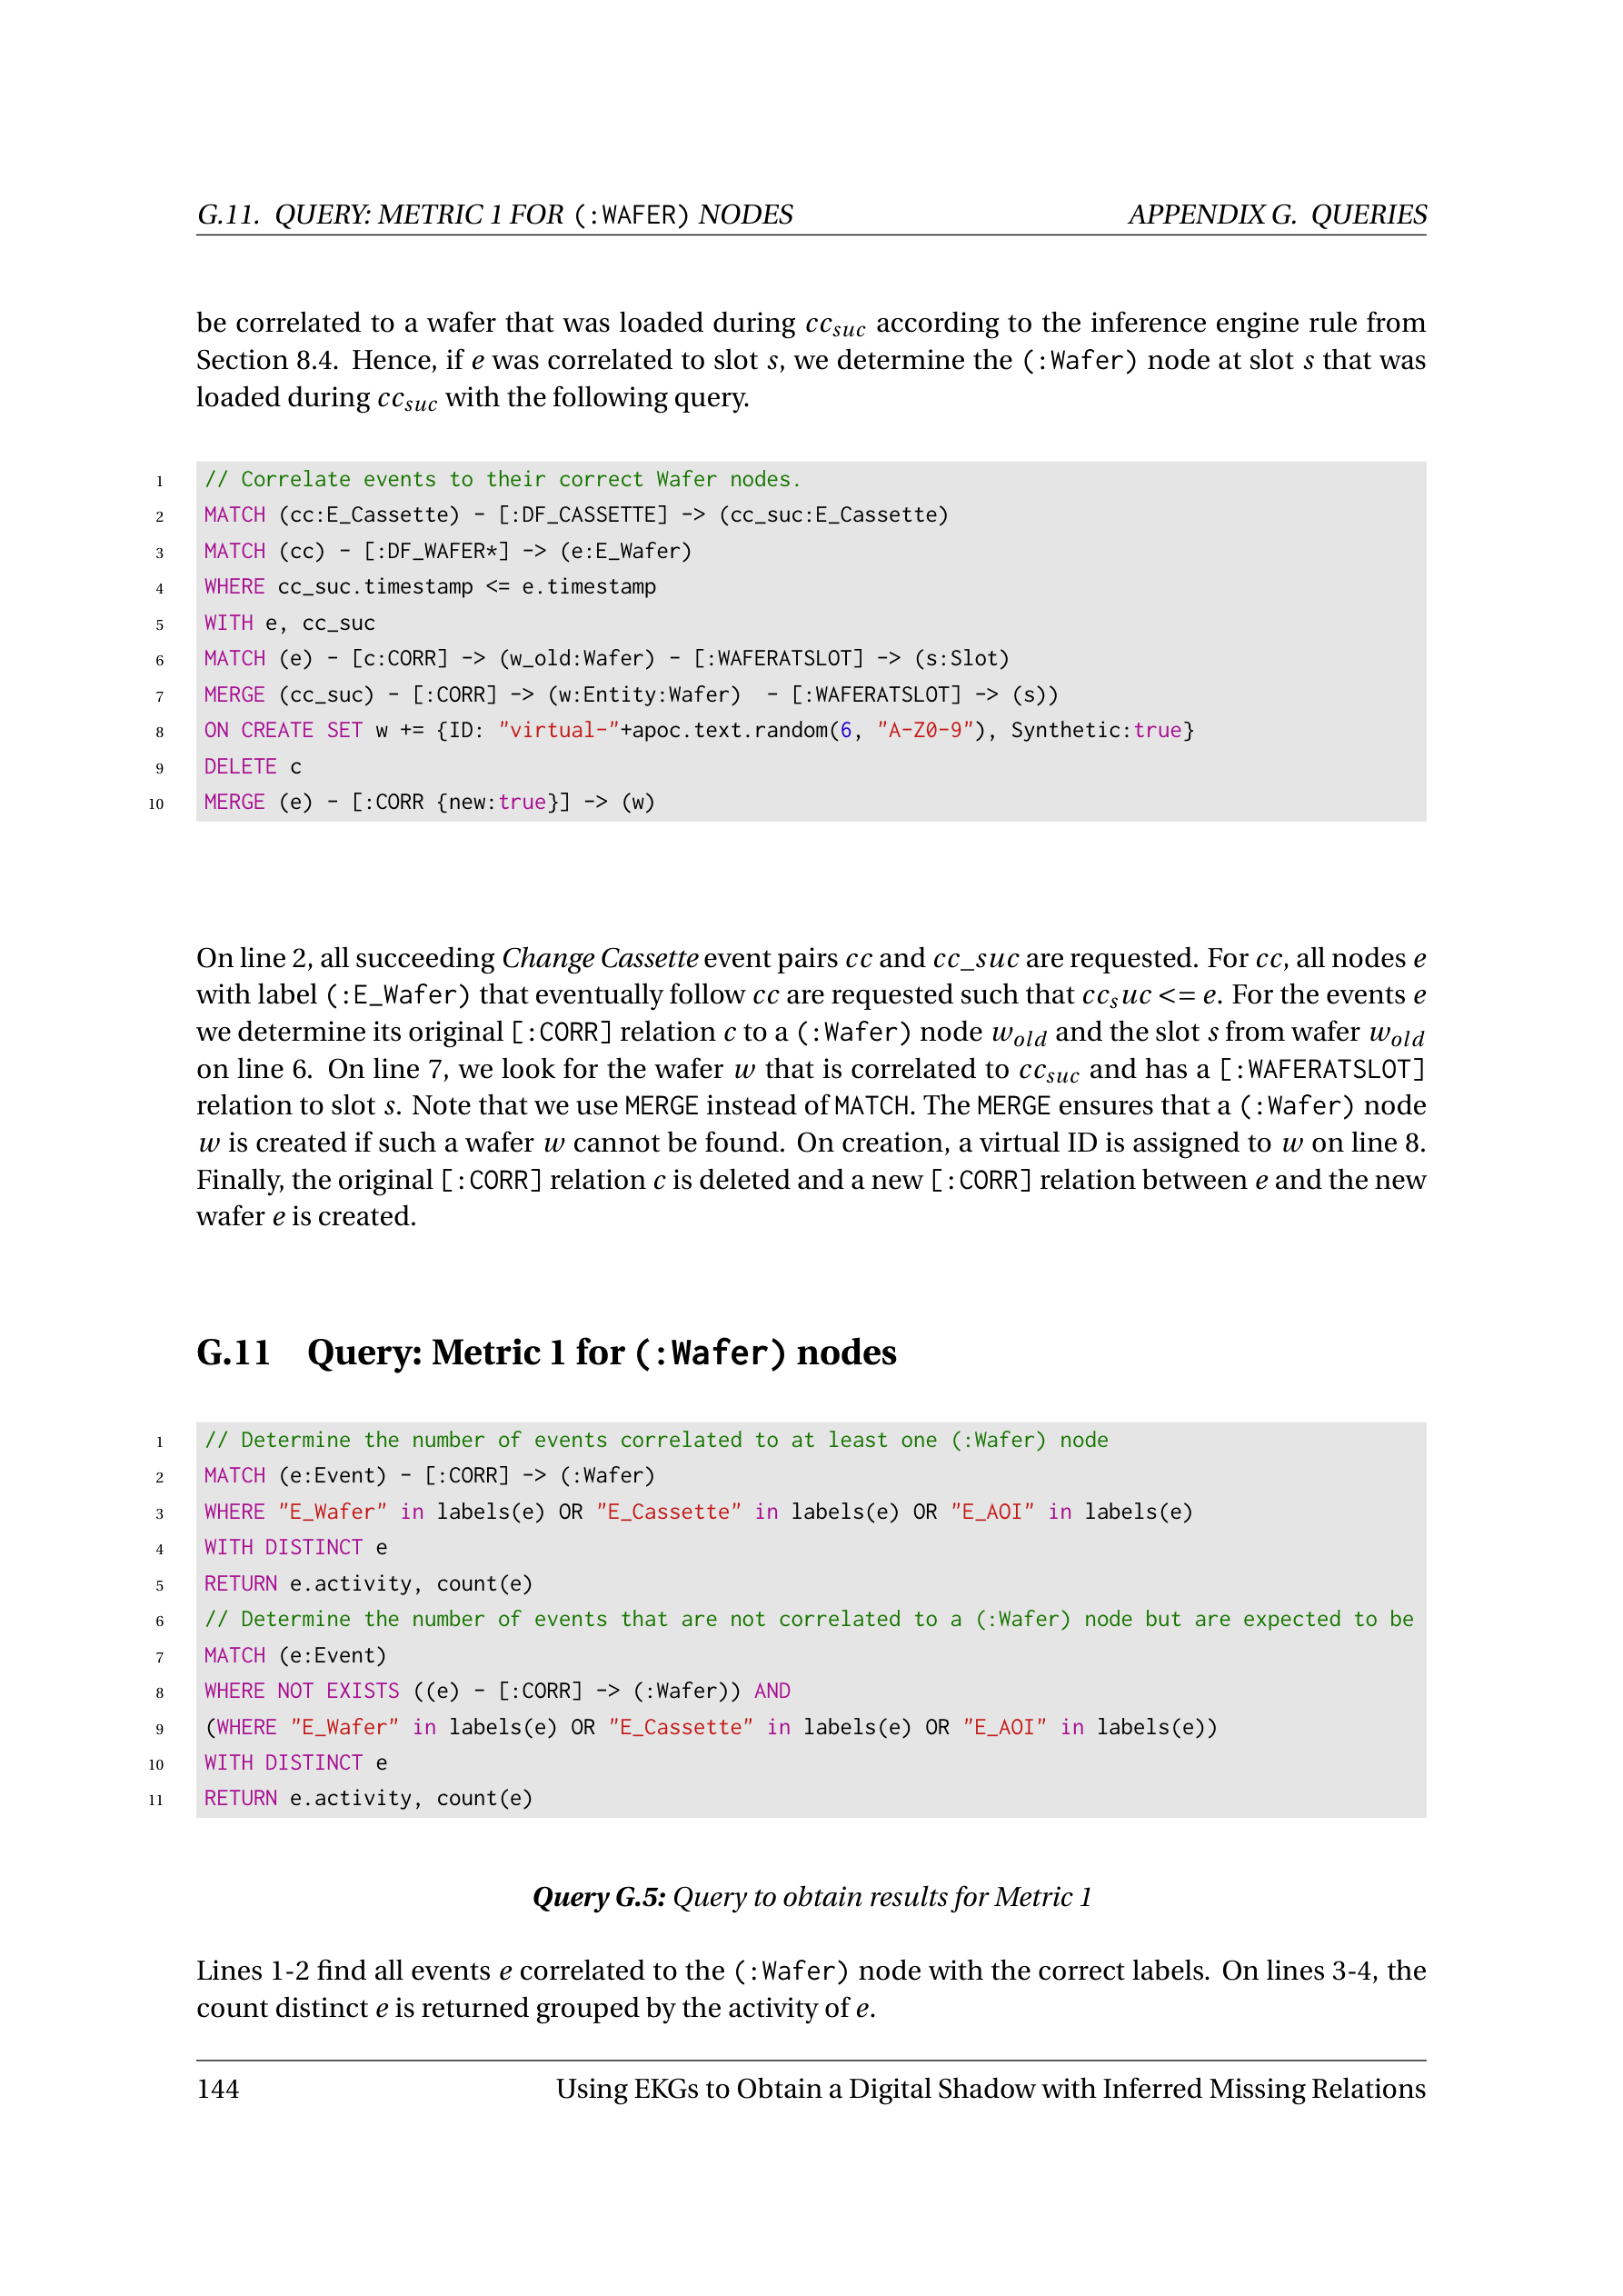 G.11. QUERY: METRIC 1 FOR (:WAFER) NODES APPENDIX G. QUERIES
be correlated to a wafer that was loaded during cc_suc according to the inference engine rule from
Section 8.4. Hence, if e was correlated to slot s, we determine the (:Wafer) node at slot s that was
loaded during cc_suc with the following query.
1 // Correlate events to their correct Wafer nodes.
2 MATCH (cc:E_Cassette) - [:DF_CASSETTE] -> (cc_suc:E_Cassette)
3 MATCH (cc) - [:DF_WAFER*] -> (e:E_Wafer)
4 WHERE cc_suc.timestamp <= e.timestamp
5 WITH e, cc_suc
6 MATCH (e) - [c:CORR] -> (w_old:Wafer) - [:WAFERATSLOT] -> (s:Slot)
7 MERGE (cc_suc) - [:CORR] -> (w:Entity:Wafer)  - [:WAFERATSLOT] -> (s))
8 ON CREATE SET w += {ID: "virtual-"+apoc.text.random(6, "A-Z0-9"), Synthetic:true}
9 DELETE c
10 MERGE (e) - [:CORR {new:true}] -> (w)
On line 2, all succeeding Change Cassette event pairs cc and cc_suc are requested. For cc, all nodes e
with label (:E_Wafer) that eventually follow cc are requested such that cc_suc <= e. For the events e
we determine its original [:CORR] relation c to a (:Wafer) node w_old and the slot s from wafer w_old
on line 6. On line 7, we look for the wafer w that is correlated to cc_suc and has a [:WAFERATSLOT]
relation to slot s. Note that we use MERGE instead of MATCH. The MERGE ensures that a (:Wafer) node
w is created if such a wafer w cannot be found. On creation, a virtual ID is assigned to w on line 8.
Finally, the original [:CORR] relation c is deleted and a new [:CORR] relation between e and the new
wafer e is created.
G.11 Query: Metric 1 for (:Wafer) nodes
1 // Determine the number of events correlated to at least one (:Wafer) node
2 MATCH (e:Event) - [:CORR] -> (:Wafer)
3 WHERE "E_Wafer" in labels(e) OR "E_Cassette" in labels(e) OR "E_AOI" in labels(e)
4 WITH DISTINCT e
5 RETURN e.activity, count(e)
6 // Determine the number of events that are not correlated to a (:Wafer) node but are expected to be
7 MATCH (e:Event)
8 WHERE NOT EXISTS ((e) - [:CORR] -> (:Wafer)) AND
9 (WHERE "E_Wafer" in labels(e) OR "E_Cassette" in labels(e) OR "E_AOI" in labels(e))
10 WITH DISTINCT e
11 RETURN e.activity, count(e)
Query G.5: Query to obtain results for Metric 1
Lines 1-2 find all events e correlated to the (:Wafer) node with the correct labels. On lines 3-4, the
count distinct e is returned grouped by the activity of e.
144 Using EKGs to Obtain a Digital Shadow with Inferred Missing Relations